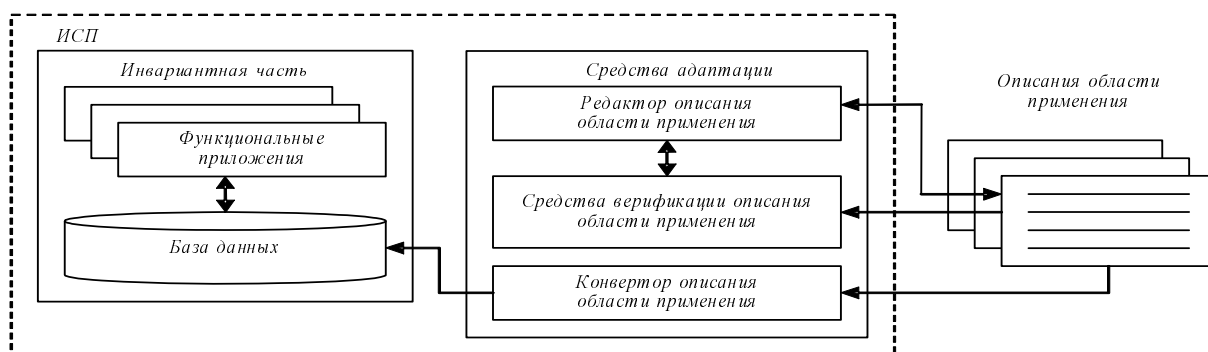 ИСП
Инвариантная часть
Функциональные
приложения
База данных
Средства адаптации
Редактор описания
области применения
Средства верификации описания
области применения
Конвертор описания
области применения
Описания области
применения